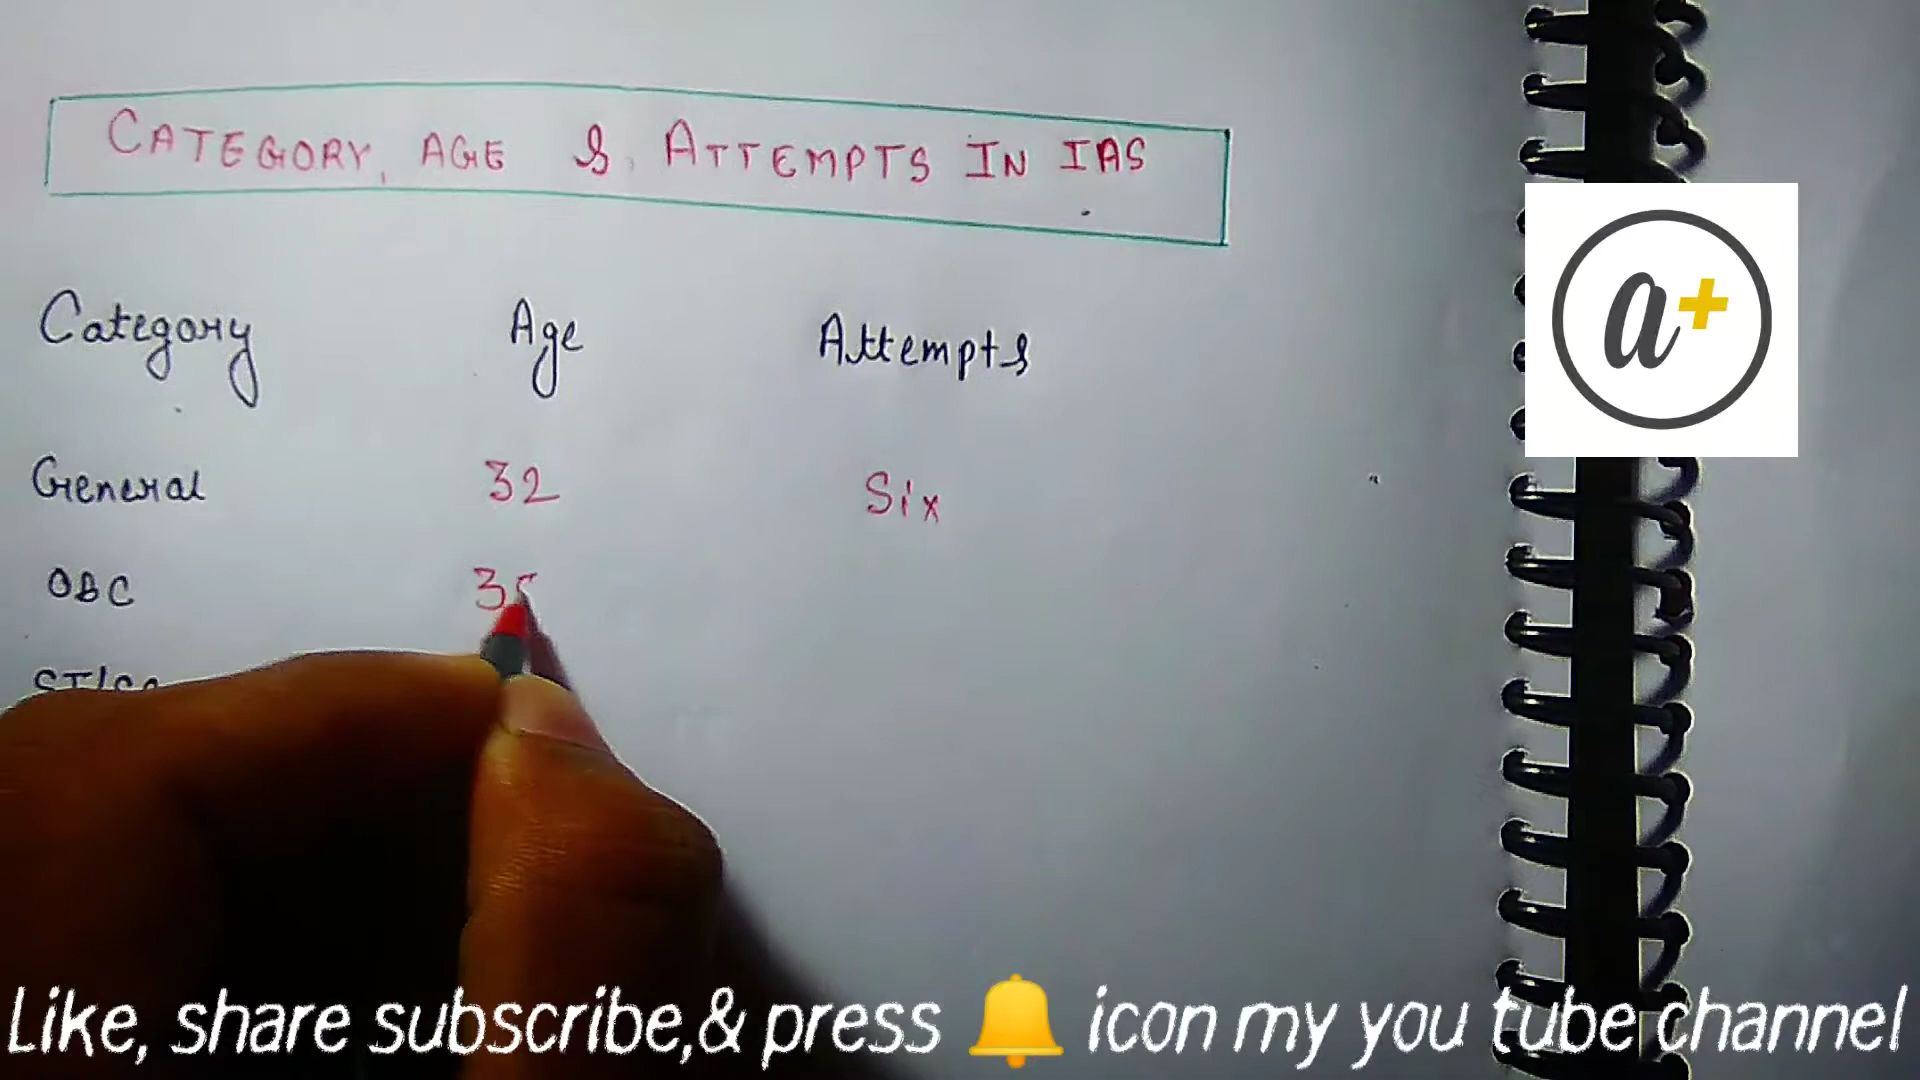 CATEGORY, AGE & ATTEMPTS IN IAS
a+
Category Age Attempts
General 32 Six
OBC 35
Like, share subscribe,& press 🔔 icon my you tube channel